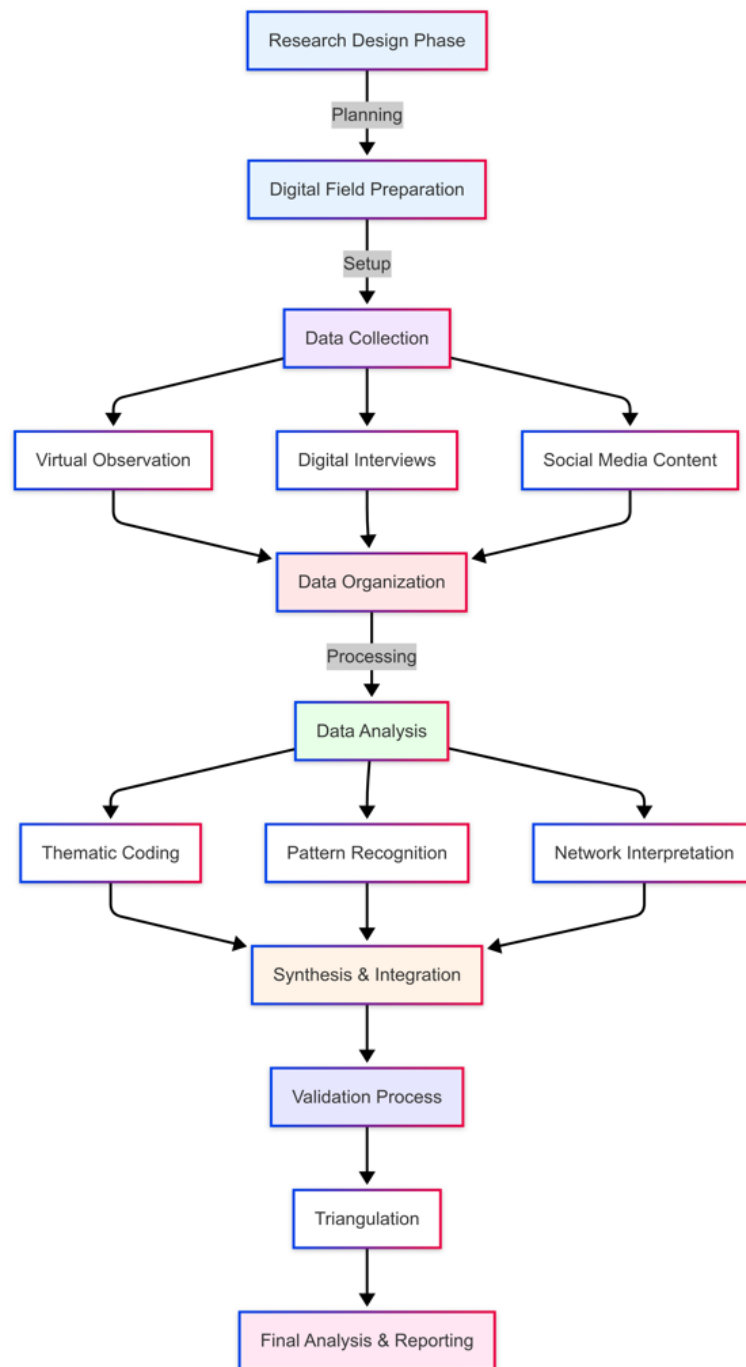 Research Design Phase
Planning
Digital Field Preparation
Setup
Data Collection
Virtual Observation
Digital Interviews
Social Media Content
Data Organization
Processing
Data Analysis
Thematic Coding
Pattern Recognition
Network Interpretation
Synthesis & Integration
Validation Process
Triangulation
Final Analysis & Reporting